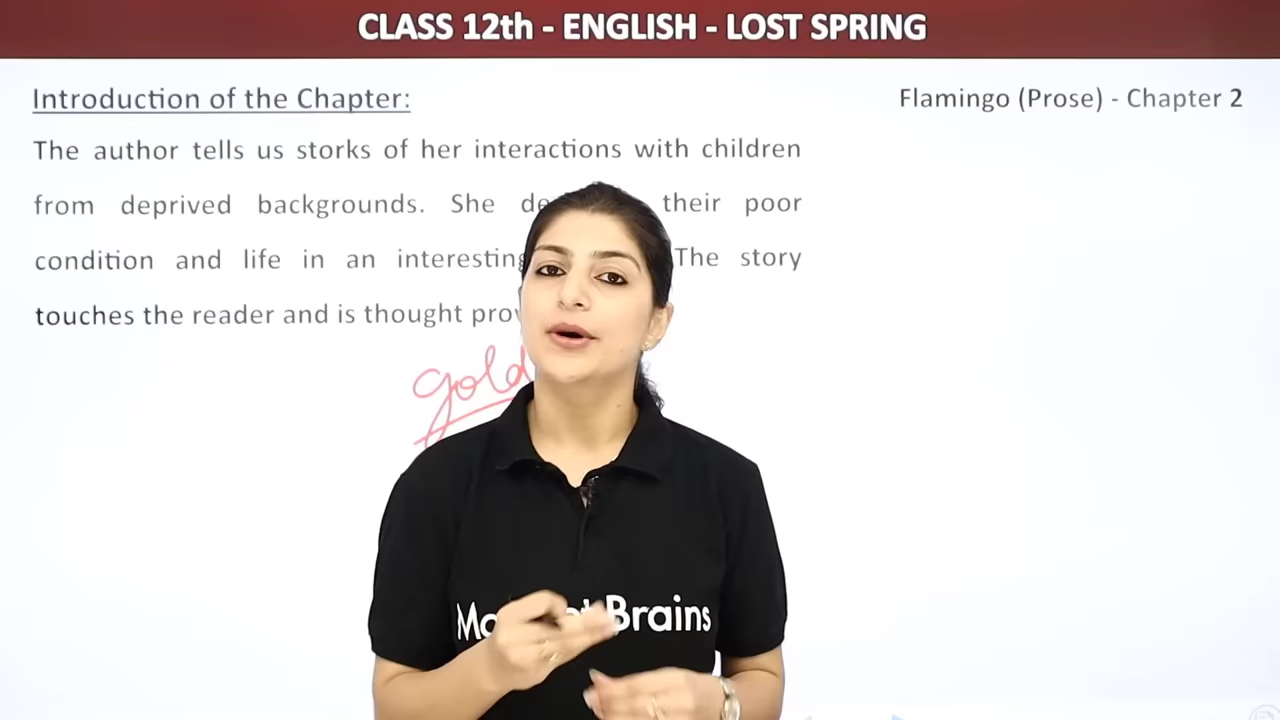 CLASS 12th - ENGLISH - LOST SPRING
Introduction of the Chapter:
Flamingo (Prose) - Chapter 2
The author tells us storks of her interactions with children
from deprived backgrounds. She their poor
condition and life in an interesting The story
touches the reader and is thought
gold
Brains